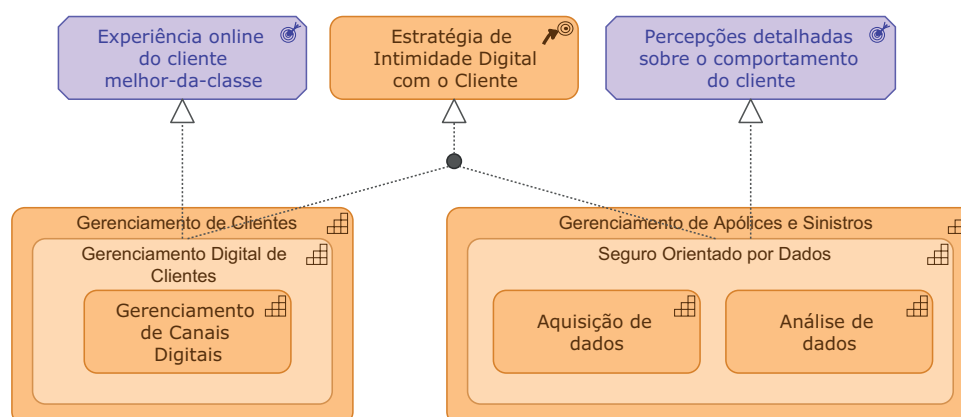 Experiência online
do cliente
melhor-da-classe
Estratégia de
Intimidade Digital
com o Cliente
Percepções detalhadas
sobre o comportamento
do cliente
Gerenciamento de Clientes
Gerenciamento Digital de
Clientes
Gerenciamento
de Canais
Digitais
Gerenciamento de Apólices e Sinistros
Seguro Orientado por Dados
Aquisição de
dados
Análise de
dados